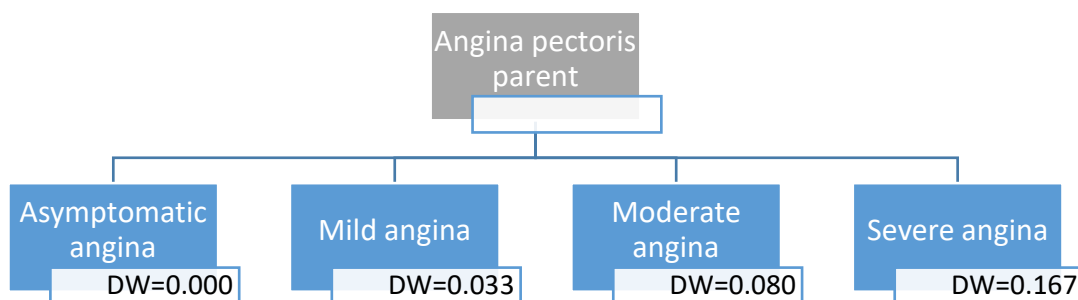 Angina pectoris
parent
Asymptomatic
angina
DW=0.000
Mild angina
DW=0.033
Moderate
angina
DW=0.080
Severe angina
DW=0.167